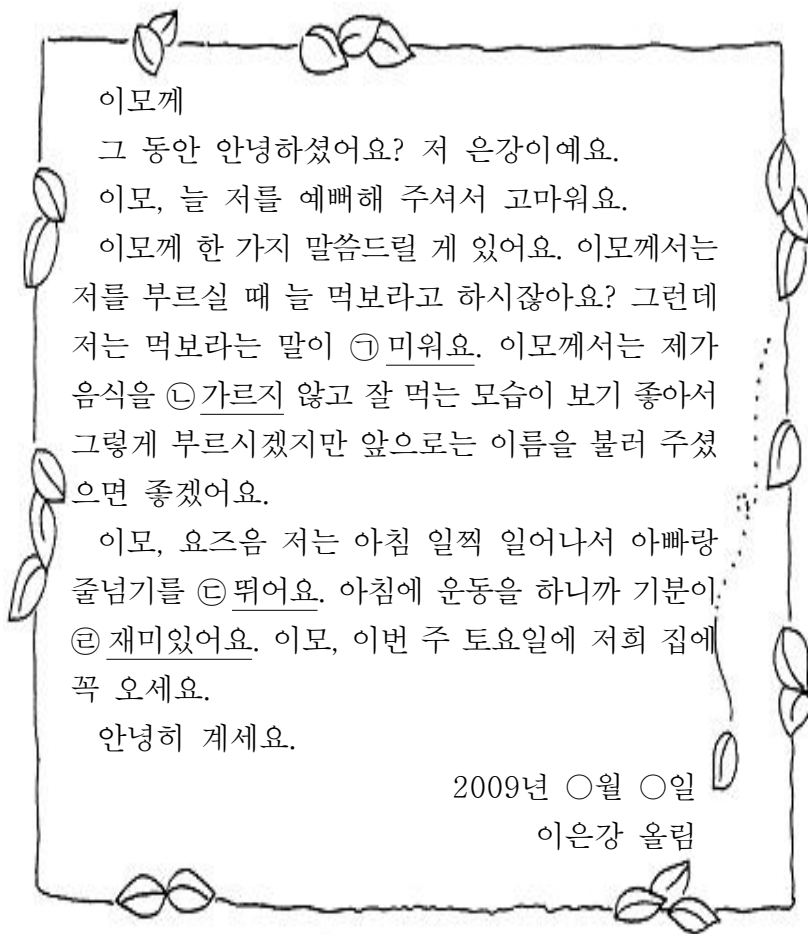 이모께
그 동안 안녕하셨어요? 저 은강이예요.
이모, 늘 저를 예뻐해 주셔서 고마워요.
이모께 한 가지 말씀드릴 게 있어요. 이모께서는
저를 부르실 때 늘 먹보라고 하시잖아요? 그런데
저는 먹보라는 말이 ㉠ 미워요. 이모께서는 제가
음식을 ㉡ 가르지 않고 잘 먹는 모습이 보기 좋아서
그렇게 부르시겠지만 앞으로는 이름을 불러 주셨
으면 좋겠어요.
이모, 요즈음 저는 아침 일찍 일어나서 아빠랑
줄넘기를 ㉢ 뛰어요. 아침에 운동을 하니까 기분이
㉣ 재미있어요. 이모, 이번 주 토요일에 저희 집에
꼭 오세요.
안녕히 계세요.
2009년 ○월 ○일
이은강 올림